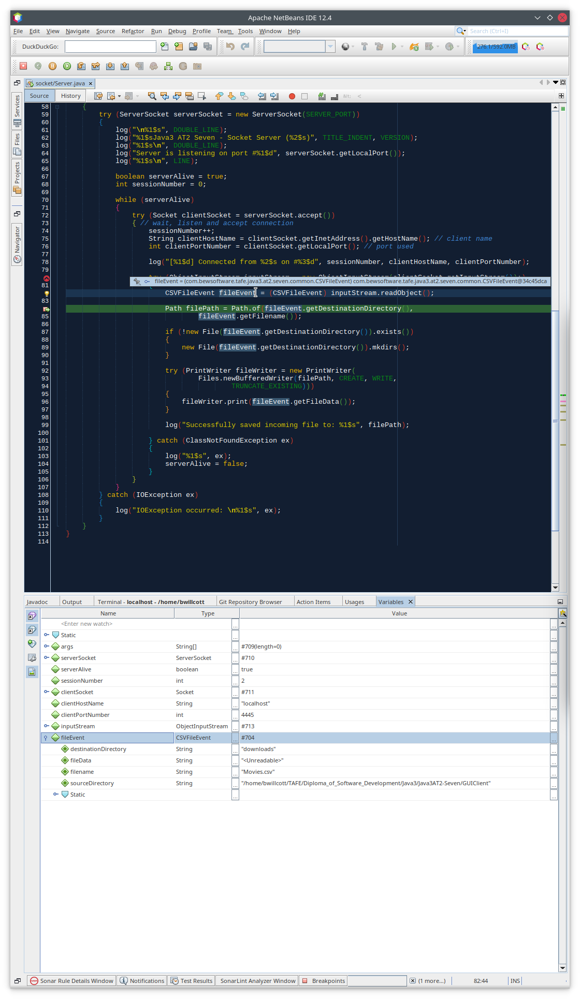 Apache NetBeans IDE 12.4
File Edit View Navigate Source Refactor Run Debug Profile Team Tools Window Help
Search (Ctrl+I)
DuckDuckGo:
276.1/592.0MB
socket/Server.java
Source History
Services
Files
Projects
Navigator
58 {
59 try (ServerSocket serverSocket = new ServerSocket(SERVER_PORT))
60 {
61 log("\n%1$s", DOUBLE_LINE);
62 log("%1$sJava3 AT2 Seven - Socket Server (%2$s)", TITLE_INDENT, VERSION);
63 log("%1$s\n", DOUBLE_LINE);
64 log("Server is listening on port #%1$d", serverSocket.getLocalPort());
65 log("%1$s\n", LINE);
66
67 boolean serverAlive = true;
68 int sessionNumber = 0;
69
70 while (serverAlive)
71 {
72 try (Socket clientSocket = serverSocket.accept())
73 { // wait, listen and accept connection
74 sessionNumber++;
75 String clientHostName = clientSocket.getInetAddress().getHostName(); // client name
76 int clientPortNumber = clientSocket.getLocalPort(); // port used
77
78 log("[%1$d] Connected from %2$s on #%3$d", sessionNumber, clientHostName, clientPortNumber);
79
fileEvent = (com.bewsoftware.tafe.java3.at2.seven.common.CSVFileEvent) com.bewsoftware.tafe.java3.at2.seven.common.CSVFileEvent@34c45dca
81
CSVFileEvent fileEvent = (CSVFileEvent) inputStream.readObject();
83
Path filePath = Path.of(fileEvent.getDestinationDirectory(),
85 fileEvent.getFilename());
86
87 if (!new File(fileEvent.getDestinationDirectory()).exists())
88 {
89 new File(fileEvent.getDestinationDirectory()).mkdirs();
90 }
91
92 try (PrintWriter fileWriter = new PrintWriter(
93 Files.newBufferedWriter(filePath, CREATE, WRITE,
94 TRUNCATE_EXISTING)))
95 {
96 fileWriter.print(fileEvent.getFileData());
97 }
98
99 log("Successfully saved incoming file to: %1$s", filePath);
100
101 } catch (ClassNotFoundException ex)
102 {
103 log("%1$s", ex);
104 serverAlive = false;
105 }
106 }
107 }
108 } catch (IOException ex)
109 {
110 log("IOException occurred: \n%1$s", ex);
111 }
112 }
113 }
114
Javadoc Output Terminal - localhost - /home/bwillcott Git Repository Browser Action Items Usages Variables
Name Type Value
<Enter new watch> ... ...
Static ... ...
args String[] ... #709(length=0) ...
serverSocket ServerSocket ... #710 ...
serverAlive boolean ... true ...
sessionNumber int ... 2 ...
clientSocket Socket ... #711 ...
clientHostName String ... "localhost" ...
clientPortNumber int ... 4445 ...
inputStream ObjectInputStream ... #713 ...
fileEvent CSVFileEvent ... #704 ...
destinationDirectory String ... "downloads" ...
fileData String ... "<Unreadable>" ...
filename String ... "Movies.csv" ...
sourceDirectory String ... "/home/bwillcott/TAFE/Diploma_of_Software_Development/Java3/Java3AT2-Seven/GUIClient" ...
Static ... ...
Sonar Rule Details Window Notifications Test Results SonarLint Analyzer Window Breakpoints (1 more...) 82:44 INS